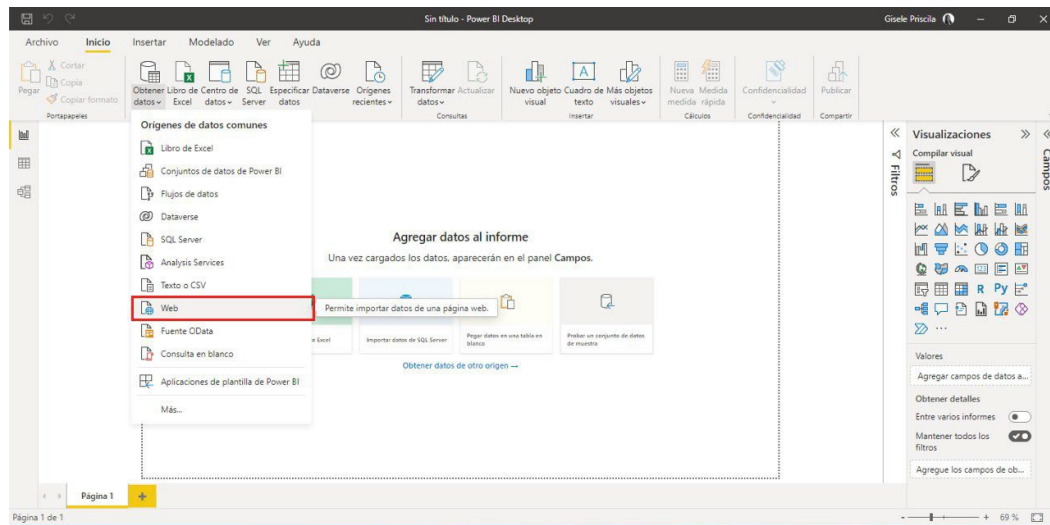 Sin título - Power BI Desktop
Gisele Priscila
Archivo Inicio Insertar Modelado Ver Ayuda
Pegar
Cortar
Copia
Copiar formato
Portapapeles
Obtener datos
Libro de Excel
Centro de datos
SQL Server
Especificar datos
Dataverse
Orígenes recientes
Transformar datos
Actualizar
Consultas
Nuevo objeto visual
Cuadro de texto
Más objetos visuales
Insertar
Nueva medida
Medida rápida
Cálculos
Confidencialidad
Confidencialidad
Publicar
Compartir
Orígenes de datos comunes
Libro de Excel
Conjuntos de datos de Power BI
Flujos de datos
Dataverse
SQL Server
Analysis Services
Texto o CSV
Web
Permite importar datos de una página web.
Fuente OData
Consulta en blanco
Aplicaciones de plantilla de Power BI
Más...
Agregar datos al informe
Una vez cargados los datos, aparecerán en el panel Campos.
Excel
Importar datos de SQL Server
Pegar datos en una tabla en blanco
Probar un conjunto de datos de muestra
Obtener datos de otro origen →
Filtros
Visualizaciones
Compilar visual
R Py
Valores
Agregar campos de datos a...
Obtener detalles
Entre varios informes
Mantener todos los filtros
Agregue los campos de ob...
Campos
Página 1
Página 1 de 1
69 %